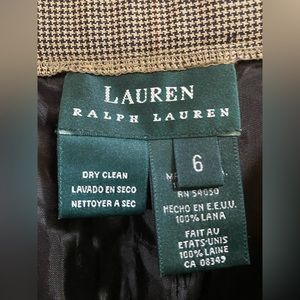 LAUREN
RALPH LAUREN
DRY CLEAN
LAVADO EN SECO
NETTOYER A SEC
6
RN 54050
HECHO EN E.E.U.U.
100% LANA
FAIT AU
ETATS-UNIS
100% LAINE
CA 08349